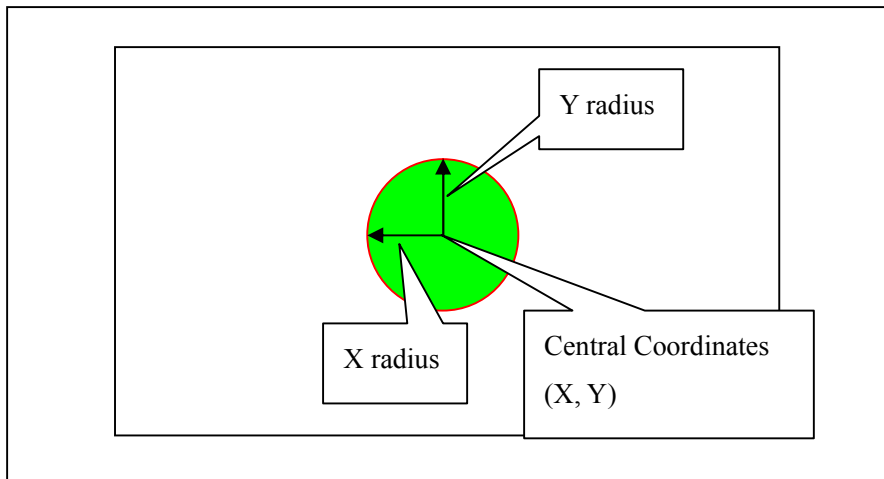 Y radius
X radius
Central Coordinates
(X, Y)